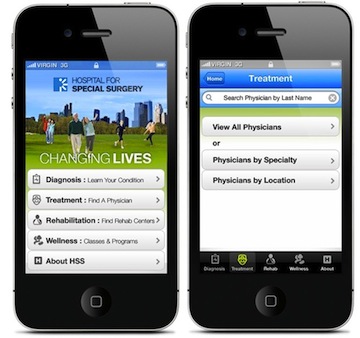 VIRGIN 3G
HOSPITAL FOR
SPECIAL SURGERY
CHANGING LIVES
Diagnosis : Learn Your Condition
Treatment : Find A Physician
Rehabilitation : Find Rehab Centers
Wellness : Classes & Programs
About HSS
VIRGIN 3G
Home
Treatment
Search Physician by Last Name
View All Physicians
or
Physicians by Specialty
Physicians by Location
Diagnosis
Treatment
Rehab
Wellness
About